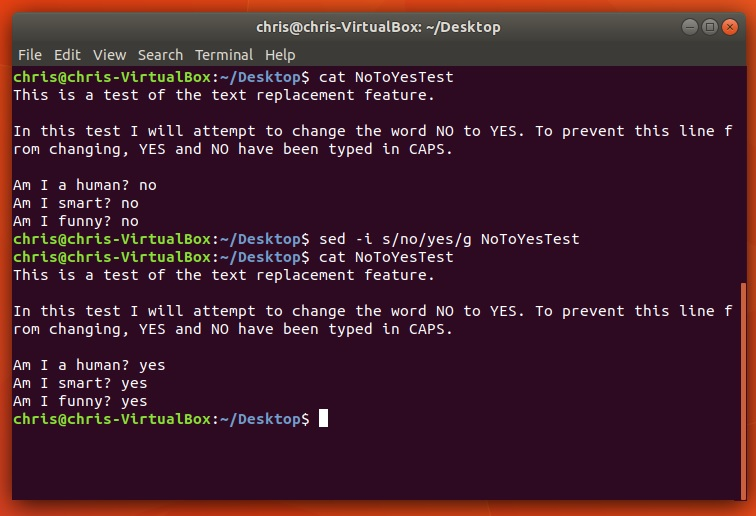 chris@chris-VirtualBox: ~/Desktop
File Edit View Search Terminal Help
chris@chris-VirtualBox:~/Desktop$ cat NoToYesTest
This is a test of the text replacement feature.
In this test I will attempt to change the word NO to YES. To prevent this line f
rom changing, YES and NO have been typed in CAPS.
Am I a human? no
Am I smart? no
Am I funny? no
chris@chris-VirtualBox:~/Desktop$ sed -i s/no/yes/g NoToYesTest
chris@chris-VirtualBox:~/Desktop$ cat NoToYesTest
This is a test of the text replacement feature.
In this test I will attempt to change the word NO to YES. To prevent this line f
rom changing, YES and NO have been typed in CAPS.
Am I a human? yes
Am I smart? yes
Am I funny? yes
chris@chris-VirtualBox:~/Desktop$